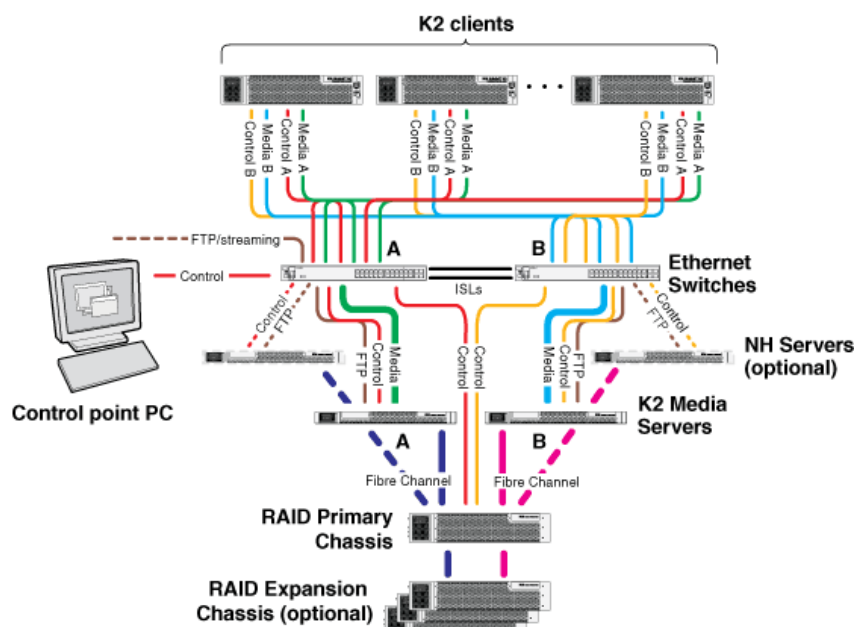 K2 clients
Control B
Media B
Control A
Media A
Control B
Media B
Control A
Media A
Control B
Media B
Control A
Media A
FTP/streaming
A
B
Control
ISLs
Ethernet
Switches
Control
FTP
FTP
Control
Media
Control
Control
Media
Control
FTP
FTP
Control
NH Servers
(optional)
Control point PC
A
B
K2 Media
Servers
Fibre Channel
Fibre Channel
RAID Primary
Chassis
RAID Expansion
Chassis (optional)